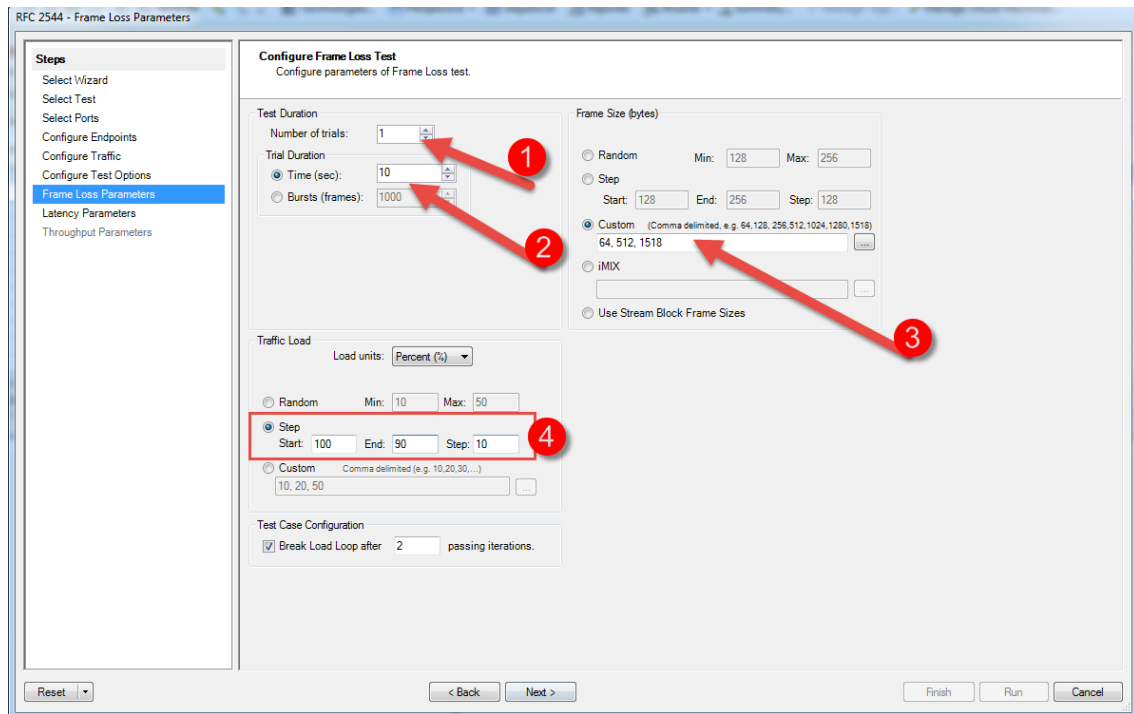 RFC 2544 - Frame Loss Parameters
Steps
Select Wizard
Select Test
Select Ports
Configure Endpoints
Configure Traffic
Configure Test Options
Frame Loss Parameters
Latency Parameters
Throughput Parameters
Configure Frame Loss Test
Configure parameters of Frame Loss test.
Test Duration
Number of trials: 1
Trial Duration
Time (sec): 10
Bursts (frames): 1000
1
2
Frame Size (bytes)
Random Min: 128 Max: 256
Step
Start: 128 End: 256 Step: 128
Custom (Comma delimited, e.g. 64,128, 256,512,1024,1280,1518)
64, 512, 1518 ...
iMIX
...
Use Stream Block Frame Sizes
3
Traffic Load
Load units: Percent (%)
Random Min: 10 Max: 50
Step
Start: 100 End: 90 Step: 10
4
Custom Comma delimited (e.g. 10,20,30,...)
10, 20, 50 ...
Test Case Configuration
Break Load Loop after 2 passing iterations.
Reset < Back Next > Finish Run Cancel